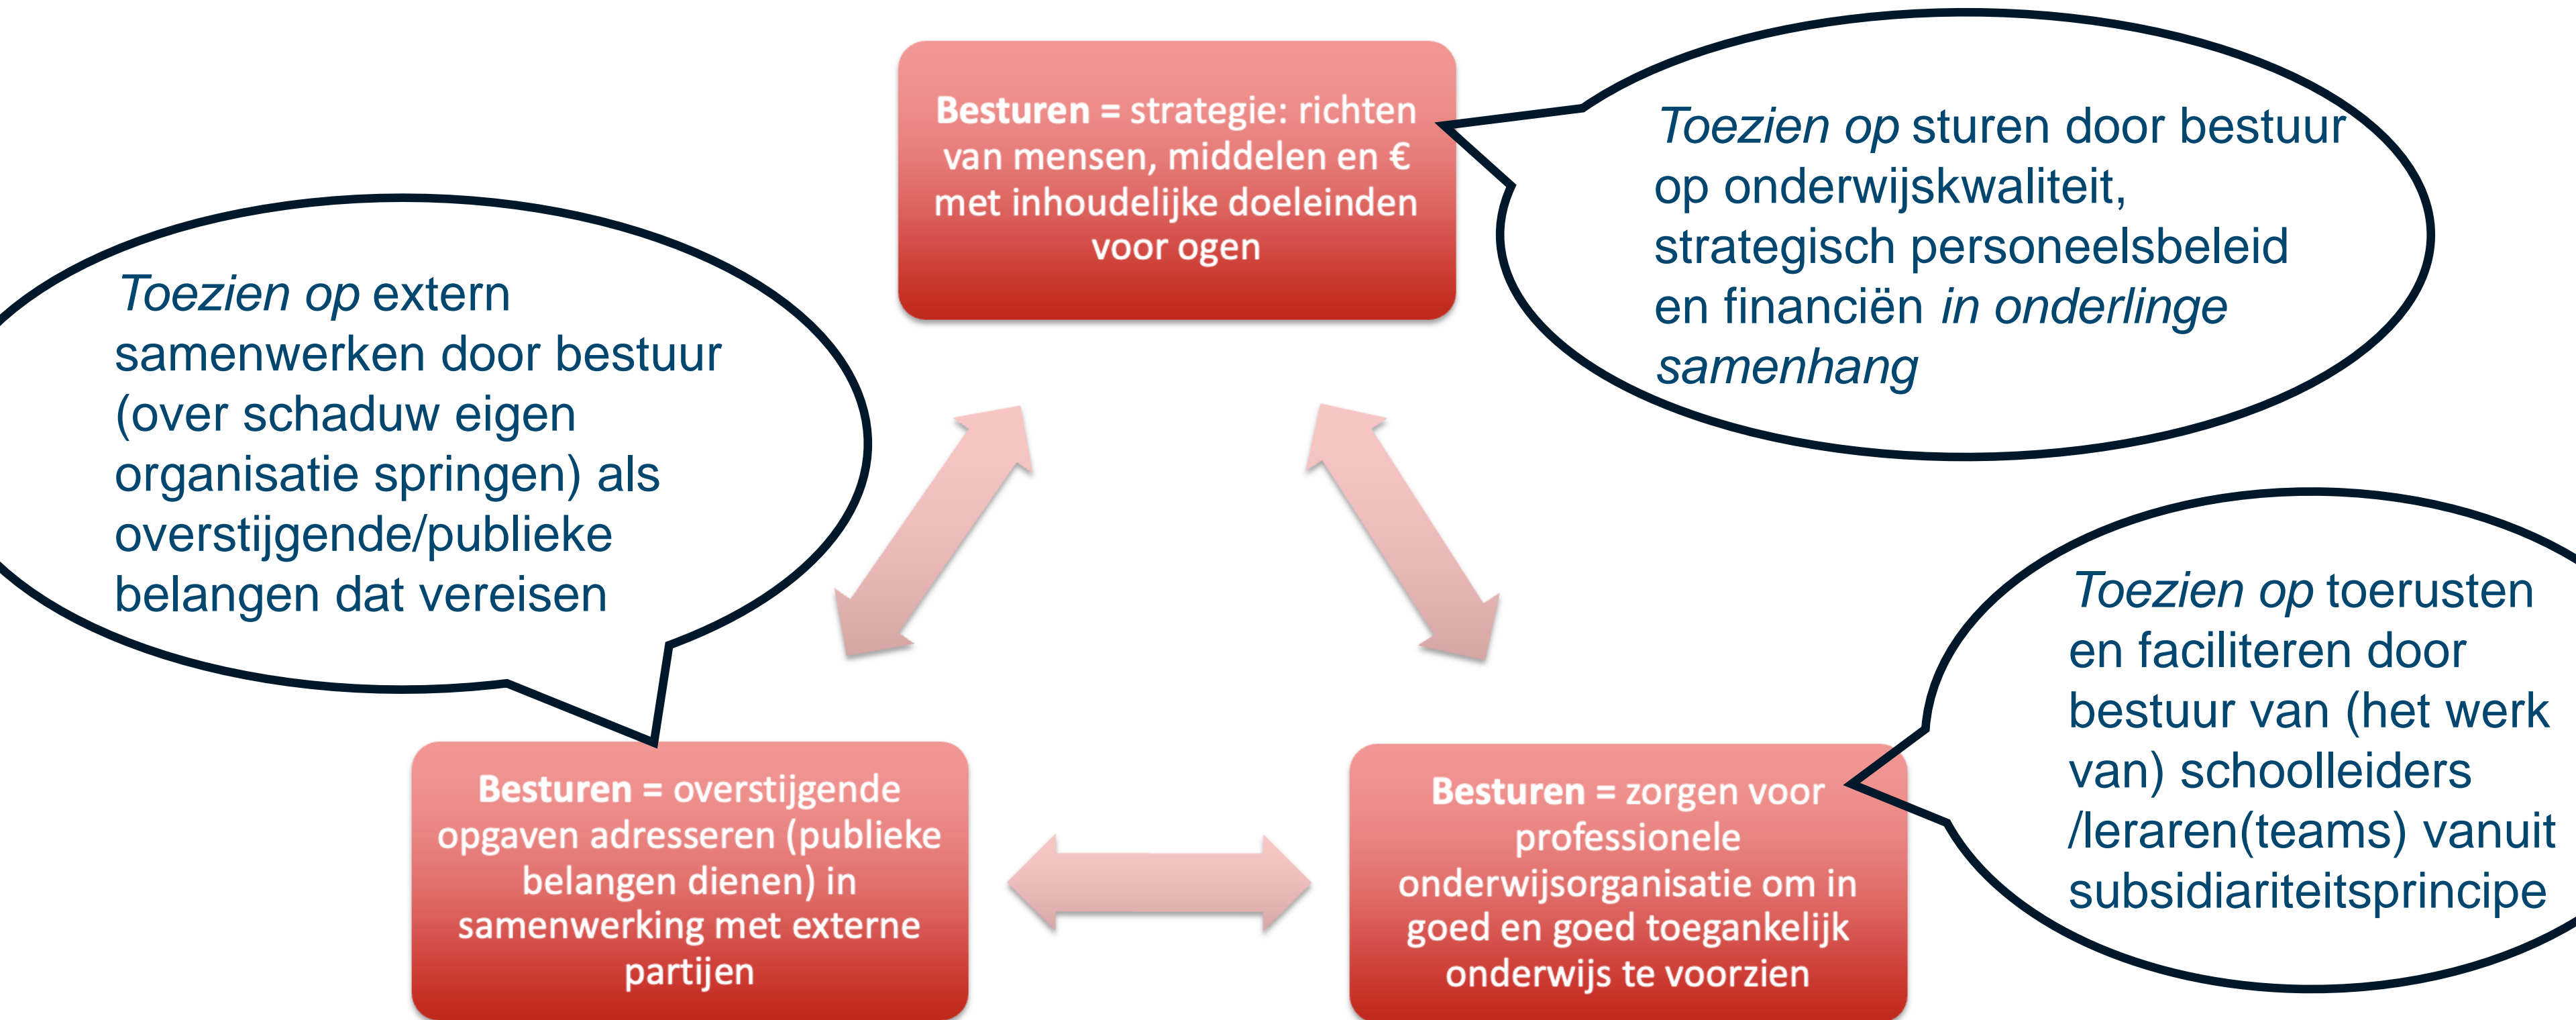 Besturen = strategie: richten
van mensen, middelen en €
met inhoudelijke doeleinden
voor ogen
Toezien op sturen door bestuur
op onderwijskwaliteit,
strategisch personeelsbeleid
en financiën in onderlinge
samenhang
Toezien op extern
samenwerken door bestuur
(over schaduw eigen
organisatie springen) als
overstijgende/publieke
belangen dat vereisen
Toezien op toerusten
en faciliteren door
bestuur van (het werk
van) schoolleiders
/leraren(teams) vanuit
subsidiariteitsprincipe
Besturen = overstijgende
opgaven adresseren (publieke
belangen dienen) in
samenwerking met externe
partijen
Besturen = zorgen voor
professionele
onderwijsorganisatie om in
goed en goed toegankelijk
onderwijs te voorzien